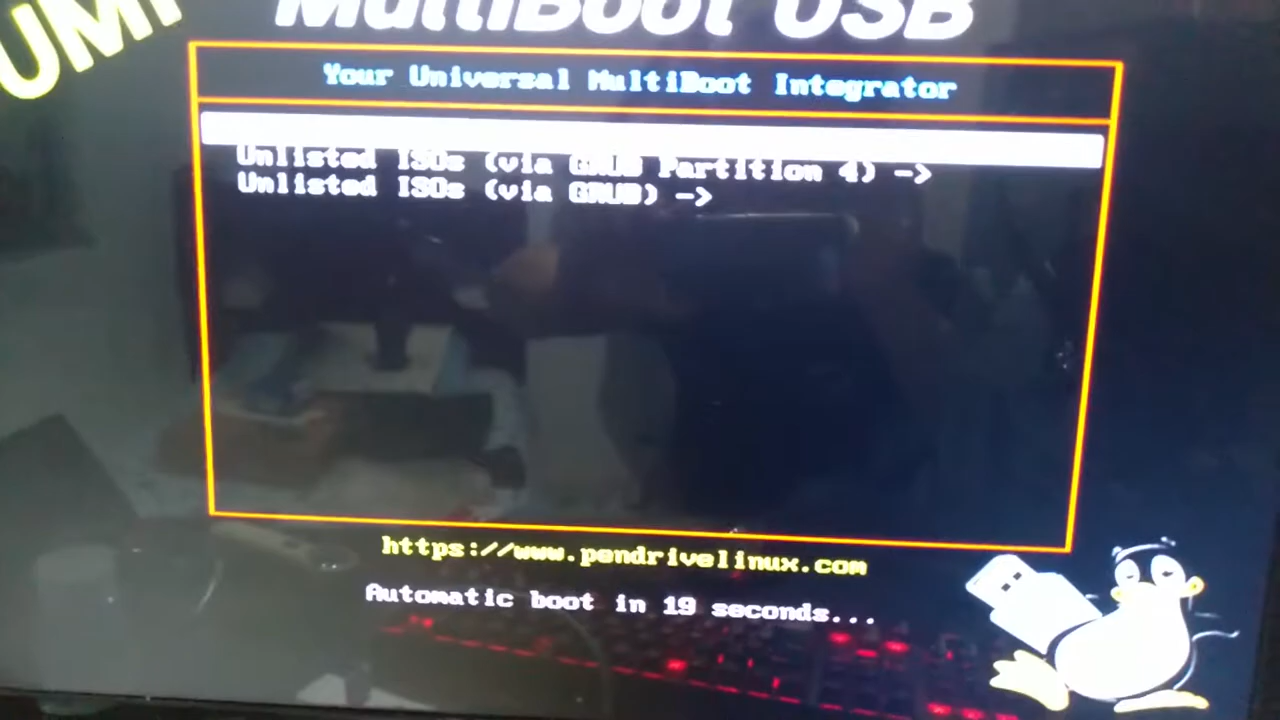 UMI
MultiBoot USB
Your Universal MultiBoot Integrator
Unlisted ISOs (via GRUB Partition 4) ->
Unlisted ISOs (via GRUB) ->
https://www.pendrivelinux.com
Automatic boot in 19 seconds...